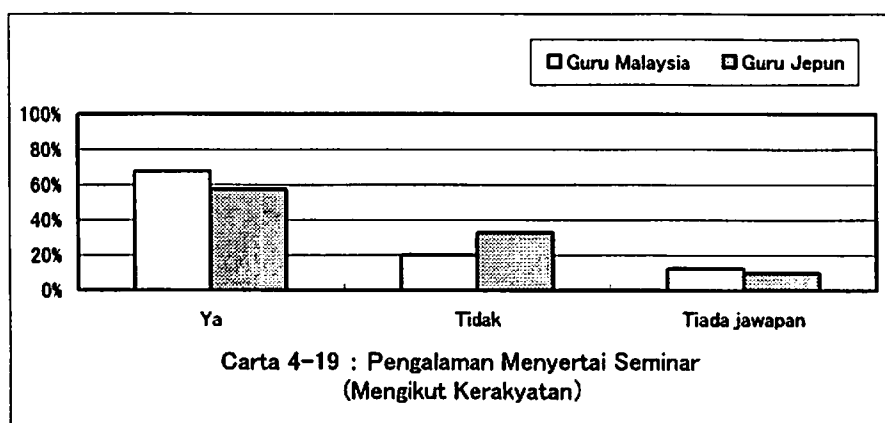 Guru Malaysia Guru Jepun
100%
80%
60%
40%
20%
0%
Ya Tidak Tiada jawapan
Carta 4-19 : Pengalaman Menyertai Seminar
(Mengikut Kerakyatan)